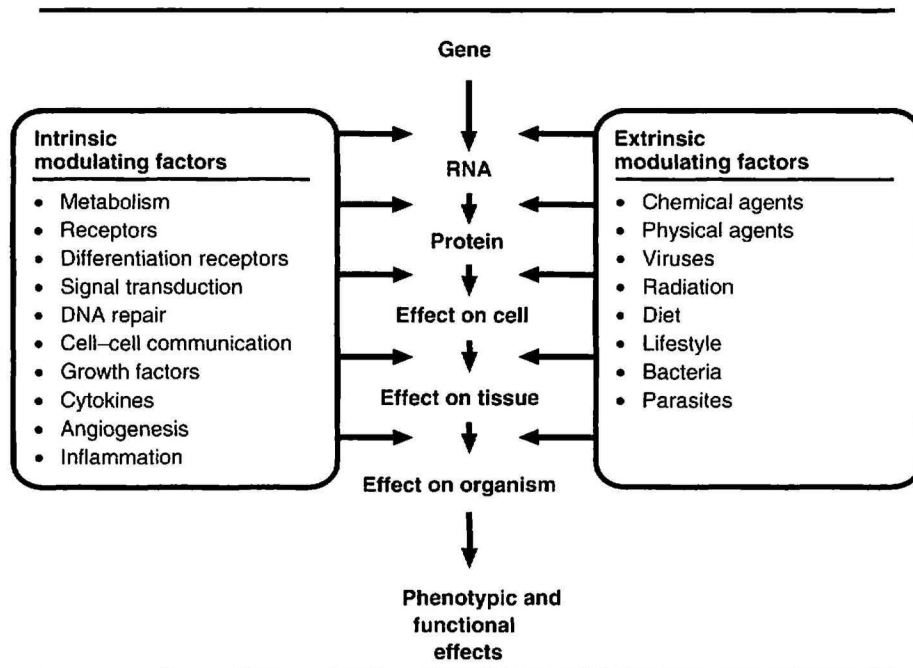 Gene
Intrinsic
modulating factors
• Metabolism
• Receptors
• Differentiation receptors
• Signal transduction
• DNA repair
• Cell–cell communication
• Growth factors
• Cytokines
• Angiogenesis
• Inflammation
RNA
Protein
Effect on cell
Effect on tissue
Effect on organism
Phenotypic and
functional
effects
Extrinsic
modulating factors
• Chemical agents
• Physical agents
• Viruses
• Radiation
• Diet
• Lifestyle
• Bacteria
• Parasites